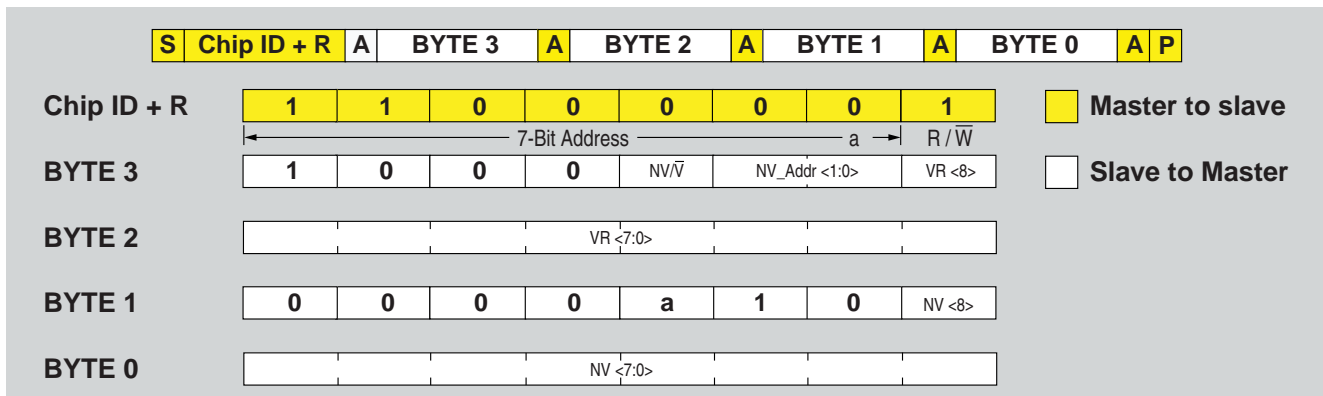 S Chip ID + R A BYTE 3 A BYTE 2 A BYTE 1 A BYTE 0 A P
Chip ID + R 1 1 0 0 0 0 0 1 Master to slave
7-Bit Address a R / W̅
BYTE 3 1 0 0 0 NV/V̅ NV_Addr <1:0> VR <8> Slave to Master
BYTE 2 VR <7:0>
BYTE 1 0 0 0 0 a 1 0 NV <8>
BYTE 0 NV <7:0>